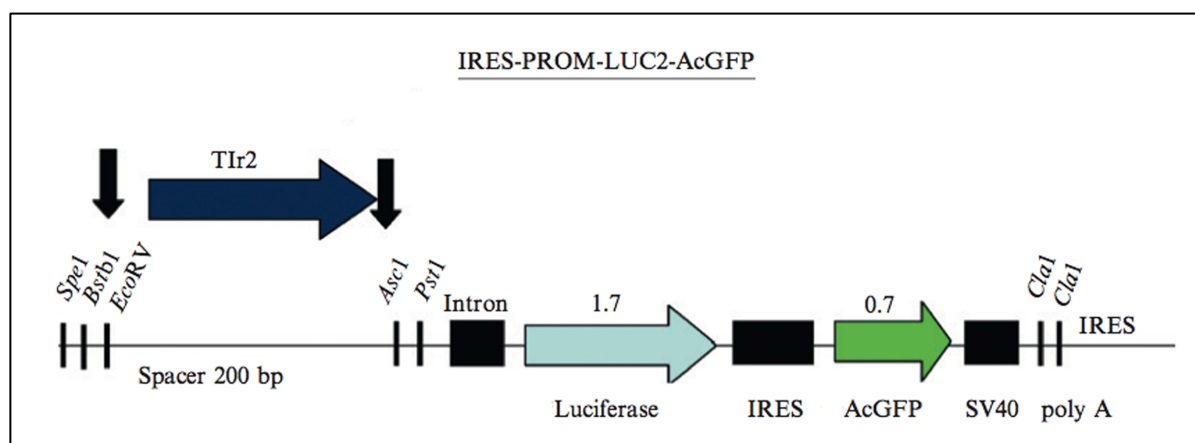 IRES-PROM-LUC2-AcGFP
TIr2
Spe1
Bstb1
EcoRV
Asc1
Pst1
Intron
1.7
0.7
Cla1
Cla1
IRES
Spacer 200 bp
Luciferase
IRES
AcGFP
SV40
poly A